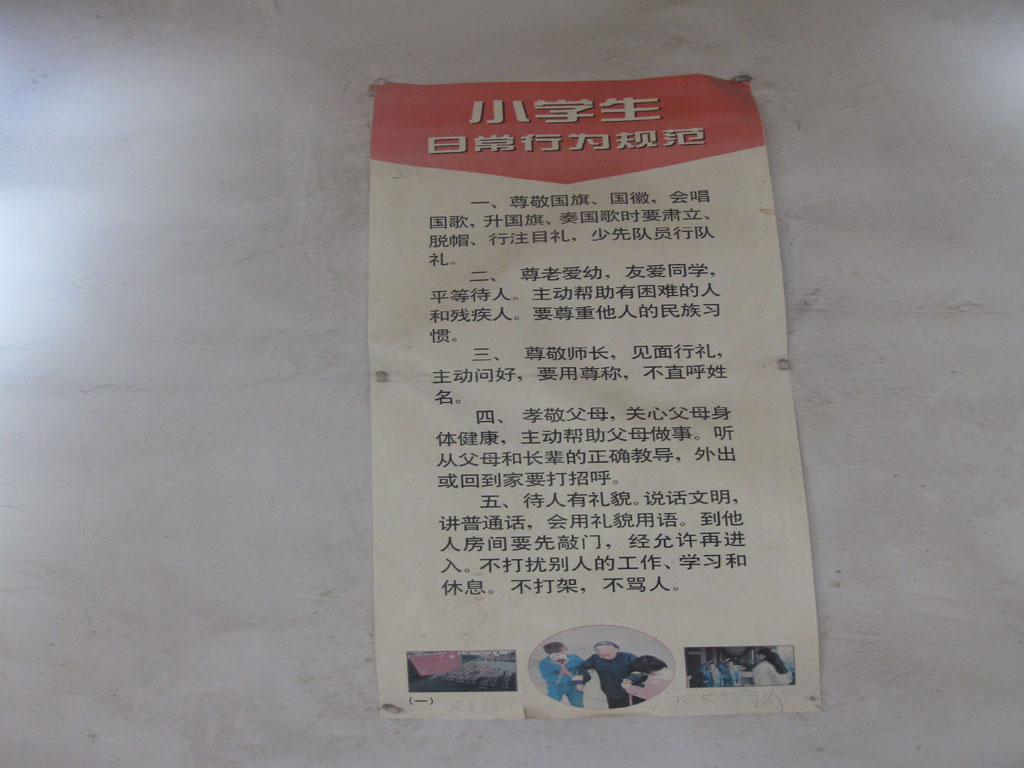 小学生
日常行为规范
一、尊敬国旗、国徽，会唱
国歌，升国旗、奏国歌时要肃立、
脱帽、行注目礼，少先队员行队
礼。
二、尊老爱幼，友爱同学，
平等待人。主动帮助有困难的人
和残疾人。要尊重他人的民族习
惯。
三、尊敬师长，见面行礼，
主动问好，要用尊称，不直呼姓
名。
四、孝敬父母，关心父母身
体健康，主动帮助父母做事。听
从父母和长辈的正确教导，外出
或回到家要打招呼。
五、待人有礼貌。说话文明，
讲普通话，会用礼貌用语。到他
人房间要先敲门，经允许再进
入。不打扰别人的工作、学习和
休息。不打架，不骂人。
(一)